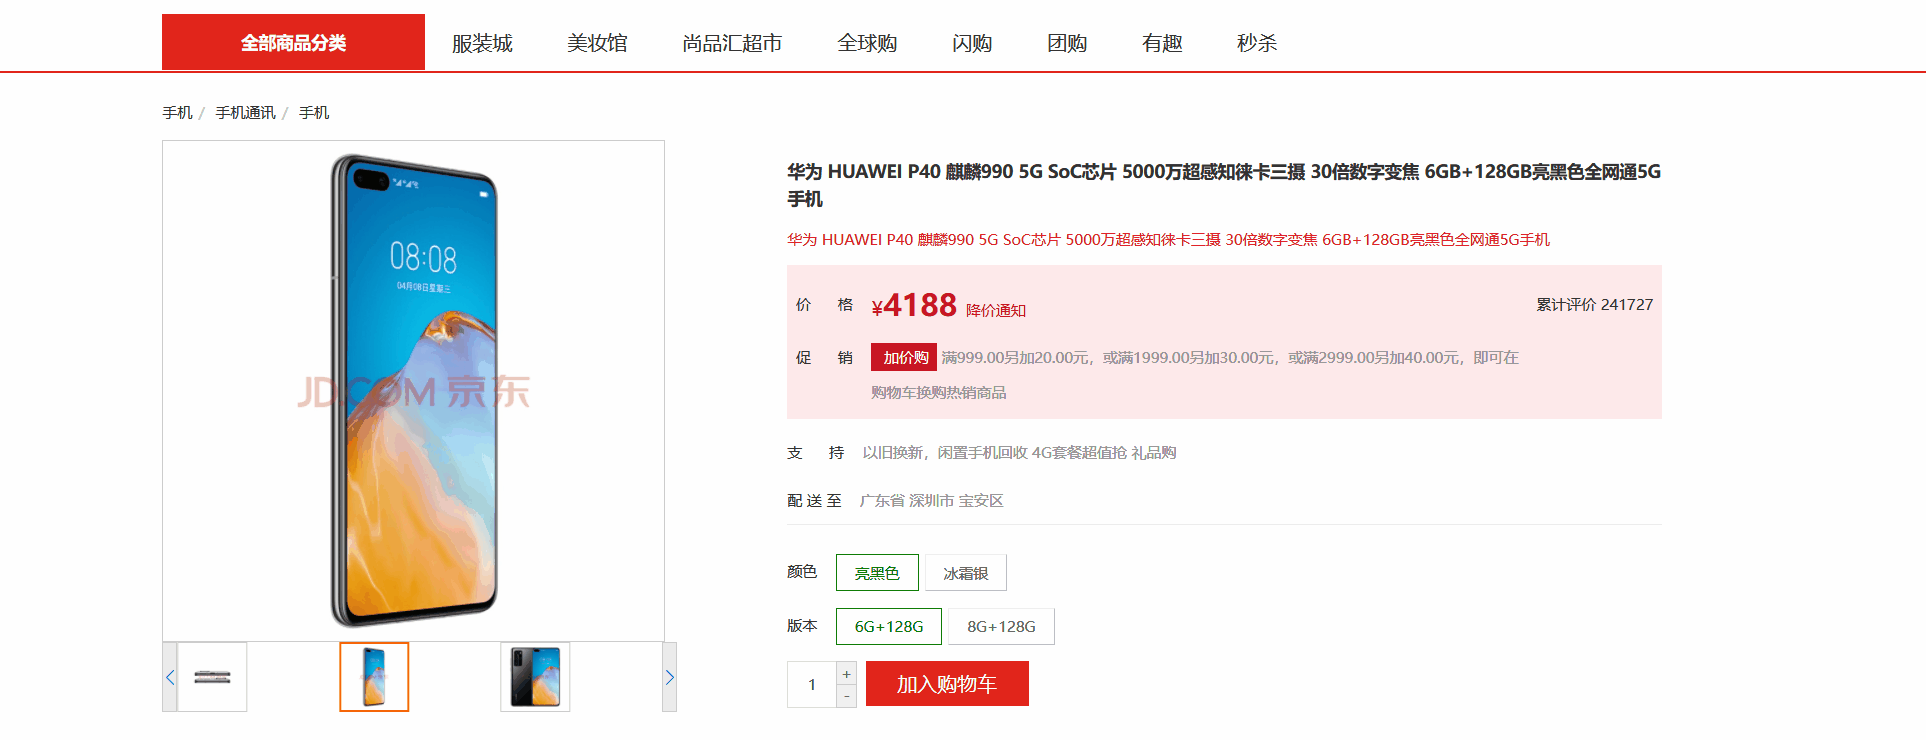 全部商品分类 服装城 美妆馆 尚品汇超市 全球购 闪购 团购 有趣 秒杀
手机 / 手机通讯 / 手机
08:08
04月08日星期三
JD.COM 京东
华为 HUAWEI P40 麒麟990 5G SoC芯片 5000万超感知徕卡三摄 30倍数字变焦 6GB+128GB亮黑色全网通5G
手机
华为 HUAWEI P40 麒麟990 5G SoC芯片 5000万超感知徕卡三摄 30倍数字变焦 6GB+128GB亮黑色全网通5G手机
价 格 ¥4188 降价通知 累计评价 241727
促 销 加价购 满999.00另加20.00元，或满1999.00另加30.00元，或满2999.00另加40.00元，即可在
购物车换购热销商品
支 持 以旧换新，闲置手机回收 4G套餐超值抢 礼品购
配 送 至 广东省 深圳市 宝安区
颜色 亮黑色 冰霜银
版本 6G+128G 8G+128G
1 + - 加入购物车